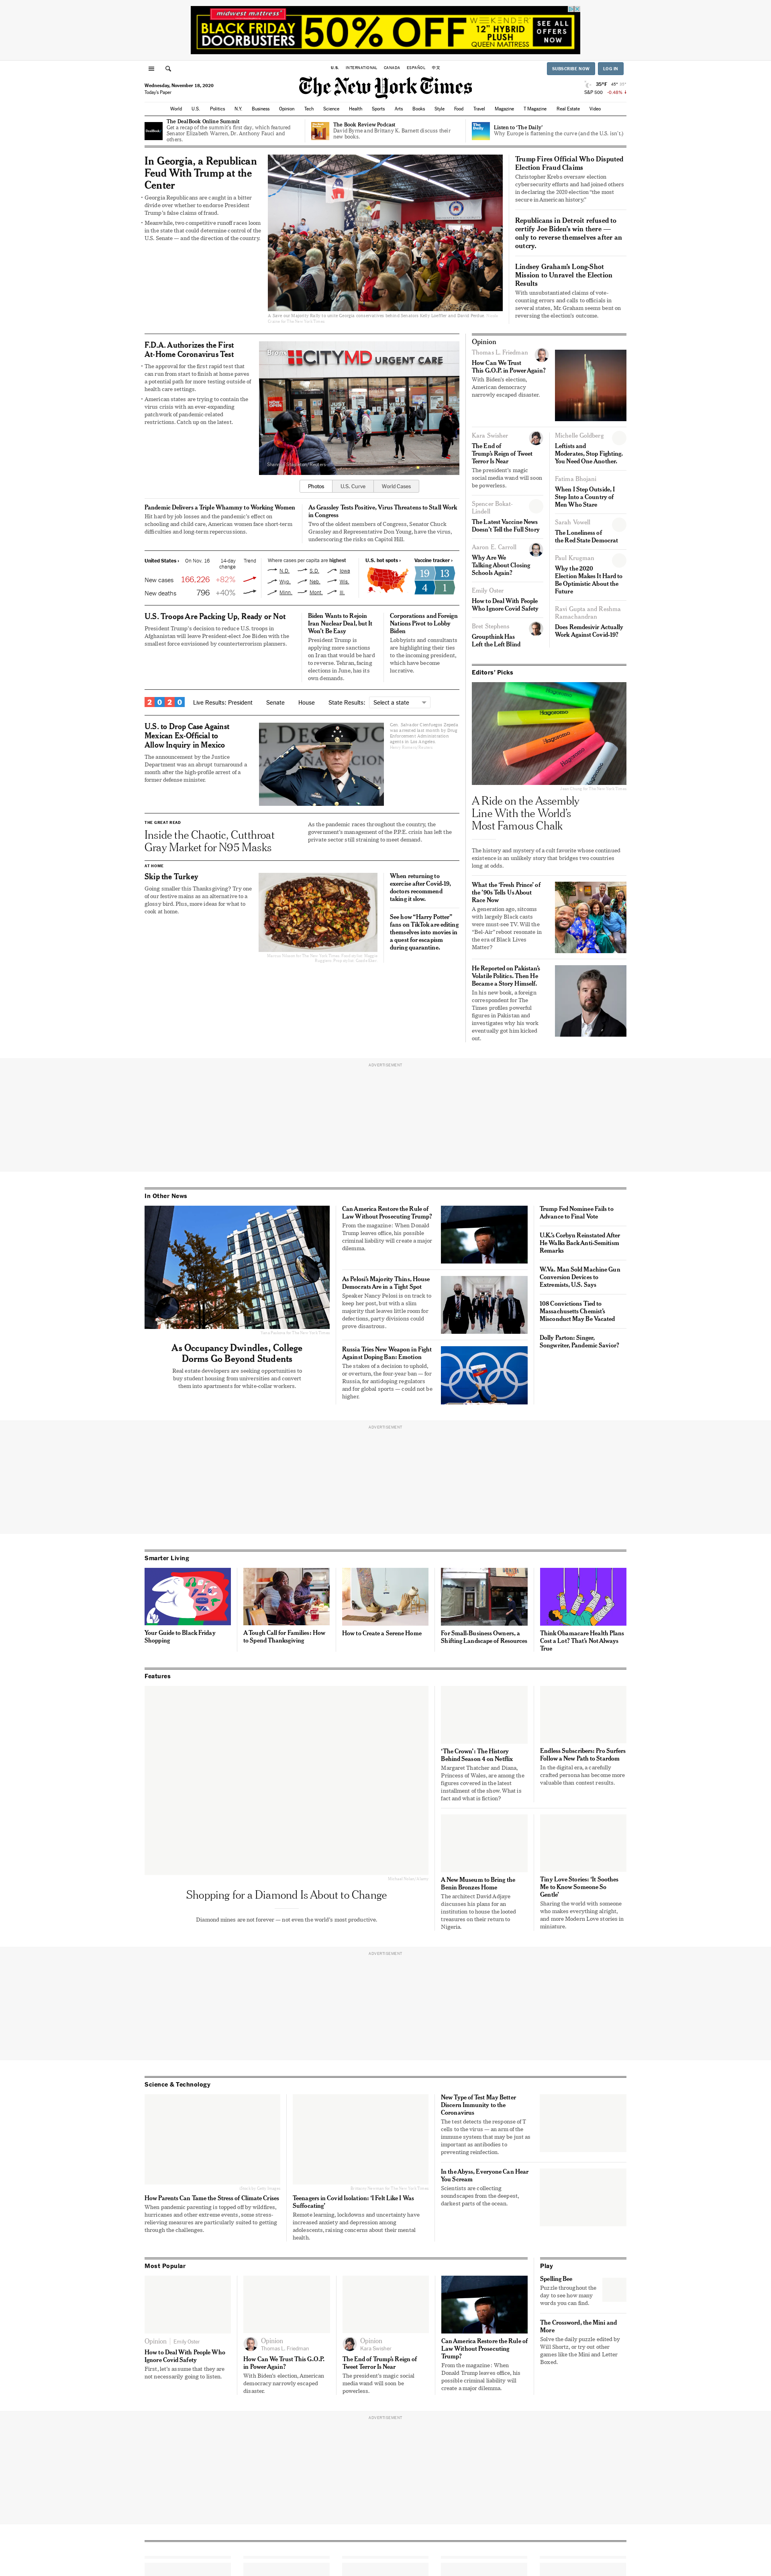 midwest mattress
BLACK FRIDAY
DOORBUSTERS
50% OFF
WEEKENDER
12" HYBRID
PLUSH
QUEEN MATTRESS
SEE ALL
OFFERS
NOW
U.S. INTERNATIONAL CANADA ESPAÑOL 中文
SUBSCRIBE NOW LOG IN
Wednesday, November 18, 2020
Today's Paper
The New York Times
35°F
S&P 500 -0.48%
World U.S. Politics N.Y. Business Opinion Tech Science Health Sports Arts Books Style Food Travel Magazine T Magazine Real Estate Video
The DealBook Online Summit
Get a recap of the summit's first day, which featured
Senator Elizabeth Warren, Dr. Anthony Fauci and
others.
The Book Review Podcast
David Byrne and Brittany K. Barnett discuss their
new books.
Listen to 'The Daily'
Why Europe is flattening the curve (and the U.S. isn't.)
In Georgia, a Republican
Feud With Trump at the
Center
Georgia Republicans are caught in a bitter
divide over whether to endorse President
Trump's false claims of fraud.
Meanwhile, two competitive runoff races loom
in the state that could determine control of the
U.S. Senate — and the direction of the country.
Trump Fires Official Who Disputed
Election Fraud Claims
Christopher Krebs oversaw election
cybersecurity efforts and had joined others
in declaring the 2020 election "the most
secure in American history."
Republicans in Detroit refused to
certify Joe Biden's win there —
only to reverse themselves after an
outcry.
Lindsey Graham's Long-Shot
Mission to Unravel the Election
Results
With unsubstantiated claims of vote-
counting errors and calls to officials in
several states, Mr. Graham seems bent on
reversing the election's outcome.
F.D.A. Authorizes the First
At-Home Coronavirus Test
The approval for the first rapid test that
can run from start to finish at home paves
a potential path for more testing outside of
health care settings.
American states are trying to contain the
virus crisis with an ever-expanding
patchwork of pandemic-related
restrictions. Catch up on the latest.
Bronx
CITYMD URGENT CARE
Photos U.S. Curve World Cases
Pandemic Delivers a Triple Whammy to Working Women
Hit hard by job losses and the pandemic's effect on
schooling and child care, American women face short-term
difficulties and long-term repercussions.
As Grassley Tests Positive, Virus Threatens to Stall Work
in Congress
Two of the oldest members of Congress, Senator Chuck
Grassley and Representative Don Young, have the virus,
underscoring the risks on Capitol Hill.
United States › On Nov. 16 14-day
change Trend
New cases 166,226 +82%
New deaths 796 +40%
Where cases per capita are highest
N.D. S.D. Iowa
Wyo. Neb. Wis.
Minn. Mont. Ill.
U.S. hot spots ›
Vaccine tracker ›
19 13
4 1
U.S. Troops Are Packing Up, Ready or Not
President Trump's decision to reduce U.S. troops in
Afghanistan will leave President-elect Joe Biden with the
smallest force envisioned by counterterrorism planners.
Biden Wants to Rejoin
Iran Nuclear Deal, but It
Won't Be Easy
President Trump is
applying more sanctions
on Iran that would be hard
to reverse. Tehran, facing
elections in June, has its
own demands.
Corporations and Foreign
Nations Pivot to Lobby
Biden
Lobbyists and consultants
are highlighting their ties
to the incoming president,
which have become
lucrative.
2020 Live Results: President Senate House State Results: Select a state
U.S. to Drop Case Against
Mexican Ex-Official to
Allow Inquiry in Mexico
The announcement by the Justice
Department was an abrupt turnaround a
month after the high-profile arrest of a
former defense minister.
Gen. Salvador Cienfuegos Zepeda
was arrested last month by Drug
Enforcement Administration
agents in Los Angeles.
THE GREAT READ
Inside the Chaotic, Cutthroat
Gray Market for N95 Masks
As the pandemic races throughout the country, the
government's management of the P.P.E. crisis has left the
private sector still straining to meet demand.
AT HOME
Skip the Turkey
Going smaller this Thanksgiving? Try one
of our festive mains as an alternative to a
glossy bird. Plus, more ideas for what to
cook at home.
When returning to
exercise after Covid-19,
doctors recommend
taking it slow.
See how "Harry Potter"
fans on TikTok are editing
themselves into movies in
a quest for escapism
during quarantine.
Opinion
Thomas L. Friedman
How Can We Trust
This G.O.P. in Power Again?
With Biden's election,
American democracy
narrowly escaped disaster.
Kara Swisher
The End of
Trump's Reign of Tweet
Terror Is Near
The president's magic
social media wand will soon
be powerless.
Spencer Bokat-
Lindell
The Latest Vaccine News
Doesn't Tell the Full Story
Aaron E. Carroll
Why Are We
Talking About Closing
Schools Again?
Emily Oster
How to Deal With People
Who Ignore Covid Safety
Bret Stephens
Groupthink Has
Left the Left Blind
Michelle Goldberg
Leftists and
Moderates, Stop Fighting.
You Need One Another.
Fatima Bhojani
When I Step Outside, I
Step Into a Country of
Men Who Stare
Sarah Vowell
The Loneliness of
the Red State Democrat
Paul Krugman
Why the 2020
Election Makes It Hard to
Be Optimistic About the
Future
Ravi Gupta and Reshma
Ramachandran
Does Remdesivir Actually
Work Against Covid-19?
Editors' Picks
Hagoromo
A Ride on the Assembly
Line With the World's
Most Famous Chalk
The history and mystery of a cult favorite whose continued
existence is an unlikely story that bridges two countries
long at odds.
What the 'Fresh Prince' of
the '90s Tells Us About
Race Now
A generation ago, sitcoms
with largely Black casts
were must-see TV. Will the
"Bel-Air" reboot resonate in
the era of Black Lives
Matter?
He Reported on Pakistan's
Volatile Politics. Then He
Became a Story Himself.
In his new book, a foreign
correspondent for The
Times profiles powerful
figures in Pakistan and
investigates why his work
eventually got him kicked
out.
ADVERTISEMENT
In Other News
As Occupancy Dwindles, College
Dorms Go Beyond Students
Real estate developers are seeking opportunities to
buy student housing from universities and convert
them into apartments for white-collar workers.
Can America Restore the Rule of
Law Without Prosecuting Trump?
From the magazine: When Donald
Trump leaves office, his possible
criminal liability will create a major
dilemma.
As Pelosi's Majority Thins, House
Democrats Are in a Tight Spot
Speaker Nancy Pelosi is on track to
keep her post, but with a slim
majority that leaves little room for
defections, party divisions could
prove disastrous.
Russia Tries New Weapon in Fight
Against Doping Ban: Emotion
The stakes of a decision to uphold,
or overturn, the four-year ban — for
Russia, for antidoping regulators
and for global sports — could not be
higher.
Trump Fed Nominee Fails to
Advance to Final Vote
U.K.'s Corbyn Reinstated After
He Walks Back Anti-Semitism
Remarks
W.Va. Man Sold Machine Gun
Conversion Devices to
Extremists, U.S. Says
108 Convictions Tied to
Massachusetts Chemist's
Misconduct May Be Vacated
Dolly Parton: Singer,
Songwriter, Pandemic Savior?
ADVERTISEMENT
Smarter Living
Your Guide to Black Friday
Shopping
A Tough Call for Families: How
to Spend Thanksgiving
How to Create a Serene Home
For Small-Business Owners, a
Shifting Landscape of Resources
Think Obamacare Health Plans
Cost a Lot? That's Not Always
True
Features
Shopping for a Diamond Is About to Change
Diamond mines are not forever — not even the world's most productive.
'The Crown': The History
Behind Season 4 on Netflix
Margaret Thatcher and Diana,
Princess of Wales, are among the
figures covered in the latest
installment of the show. What is
fact and what is fiction?
Endless Subscribers: Pro Surfers
Follow a New Path to Stardom
In the digital era, a carefully
crafted persona has become more
valuable than contest results.
A New Museum to Bring the
Benin Bronzes Home
The architect David Adjaye
discusses his plans for an
institution to house the looted
treasures on their return to
Nigeria.
Tiny Love Stories: 'It Soothes
Me to Know Someone So
Gentle'
Sharing the world with someone
who makes everything alright,
and more Modern Love stories in
miniature.
ADVERTISEMENT
Science & Technology
How Parents Can Tame the Stress of Climate Crises
When pandemic parenting is topped off by wildfires,
hurricanes and other extreme events, some stress-
relieving measures are particularly suited to getting
through the challenges.
Teenagers in Covid Isolation: 'I Felt Like I Was
Suffocating'
Remote learning, lockdowns and uncertainty have
increased anxiety and depression among
adolescents, raising concerns about their mental
health.
New Type of Test May Better
Discern Immunity to the
Coronavirus
The test detects the response of T
cells to the virus — an arm of the
immune system that may be just as
important as antibodies to
preventing reinfection.
In the Abyss, Everyone Can Hear
You Scream
Scientists are collecting
soundscapes from the deepest,
darkest parts of the ocean.
Most Popular
Opinion Emily Oster
How to Deal With People Who
Ignore Covid Safety
First, let's assume that they are
not necessarily going to listen.
Opinion
Thomas L. Friedman
How Can We Trust This G.O.P.
in Power Again?
With Biden's election, American
democracy narrowly escaped
disaster.
Opinion
Kara Swisher
The End of Trump's Reign of
Tweet Terror Is Near
The president's magic social
media wand will soon be
powerless.
Can America Restore the Rule of
Law Without Prosecuting
Trump?
From the magazine: When
Donald Trump leaves office, his
possible criminal liability will
create a major dilemma.
Play
Spelling Bee
Puzzle throughout the
day to see how many
words you can find.
The Crossword, the Mini and
More
Solve the daily puzzle edited by
Will Shortz, or try out other
games like the Mini and Letter
Boxed.
ADVERTISEMENT